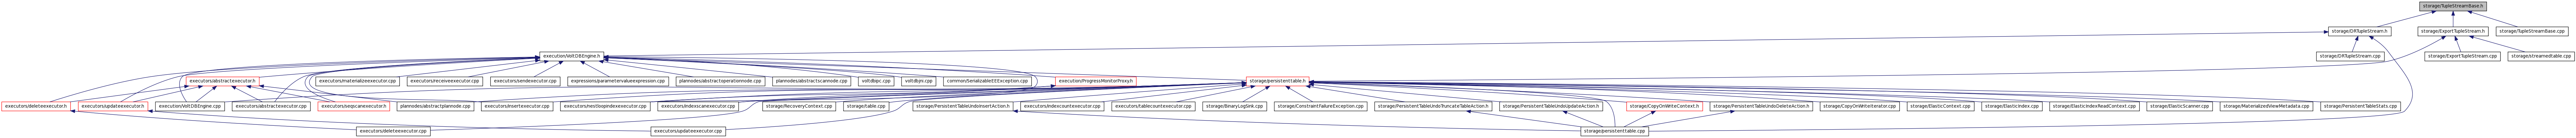 storage/TupleStreamBase.h
storage/DRTupleStream.h
storage/ExportTupleStream.h
storage/TupleStreamBase.cpp
execution/VoltDBEngine.h
storage/DRTupleStream.cpp
storage/ExportTupleStream.cpp
storage/streamedtable.cpp
executors/abstractexecutor.h
executors/materializeexecutor.cpp
executors/receiveexecutor.cpp
executors/sendexecutor.cpp
expressions/parametervalueexpression.cpp
plannodes/abstractoperationnode.cpp
plannodes/abstractscannode.cpp
voltdbipc.cpp
voltdbjni.cpp
common/SerializableEEException.cpp
execution/ProgressMonitorProxy.h
storage/persistenttable.h
executors/deleteexecutor.h
executors/updateexecutor.h
execution/VoltDBEngine.cpp
executors/abstractexecutor.cpp
executors/seqscanexecutor.h
plannodes/abstractplannode.cpp
executors/insertexecutor.cpp
executors/nestloopindexexecutor.cpp
executors/indexscanexecutor.cpp
storage/RecoveryContext.cpp
storage/table.cpp
storage/PersistentTableUndoInsertAction.h
executors/indexcountexecutor.cpp
executors/tablecountexecutor.cpp
storage/BinaryLogSink.cpp
storage/ConstraintFailureException.cpp
storage/PersistentTableUndoTruncateTableAction.h
storage/PersistentTableUndoUpdateAction.h
storage/CopyOnWriteContext.h
storage/PersistentTableUndoDeleteAction.h
storage/CopyOnWriteIterator.cpp
storage/ElasticContext.cpp
storage/ElasticIndex.cpp
storage/ElasticIndexReadContext.cpp
storage/ElasticScanner.cpp
storage/MaterializedViewMetadata.cpp
storage/PersistentTableStats.cpp
executors/deleteexecutor.cpp
executors/updateexecutor.cpp
storage/persistenttable.cpp